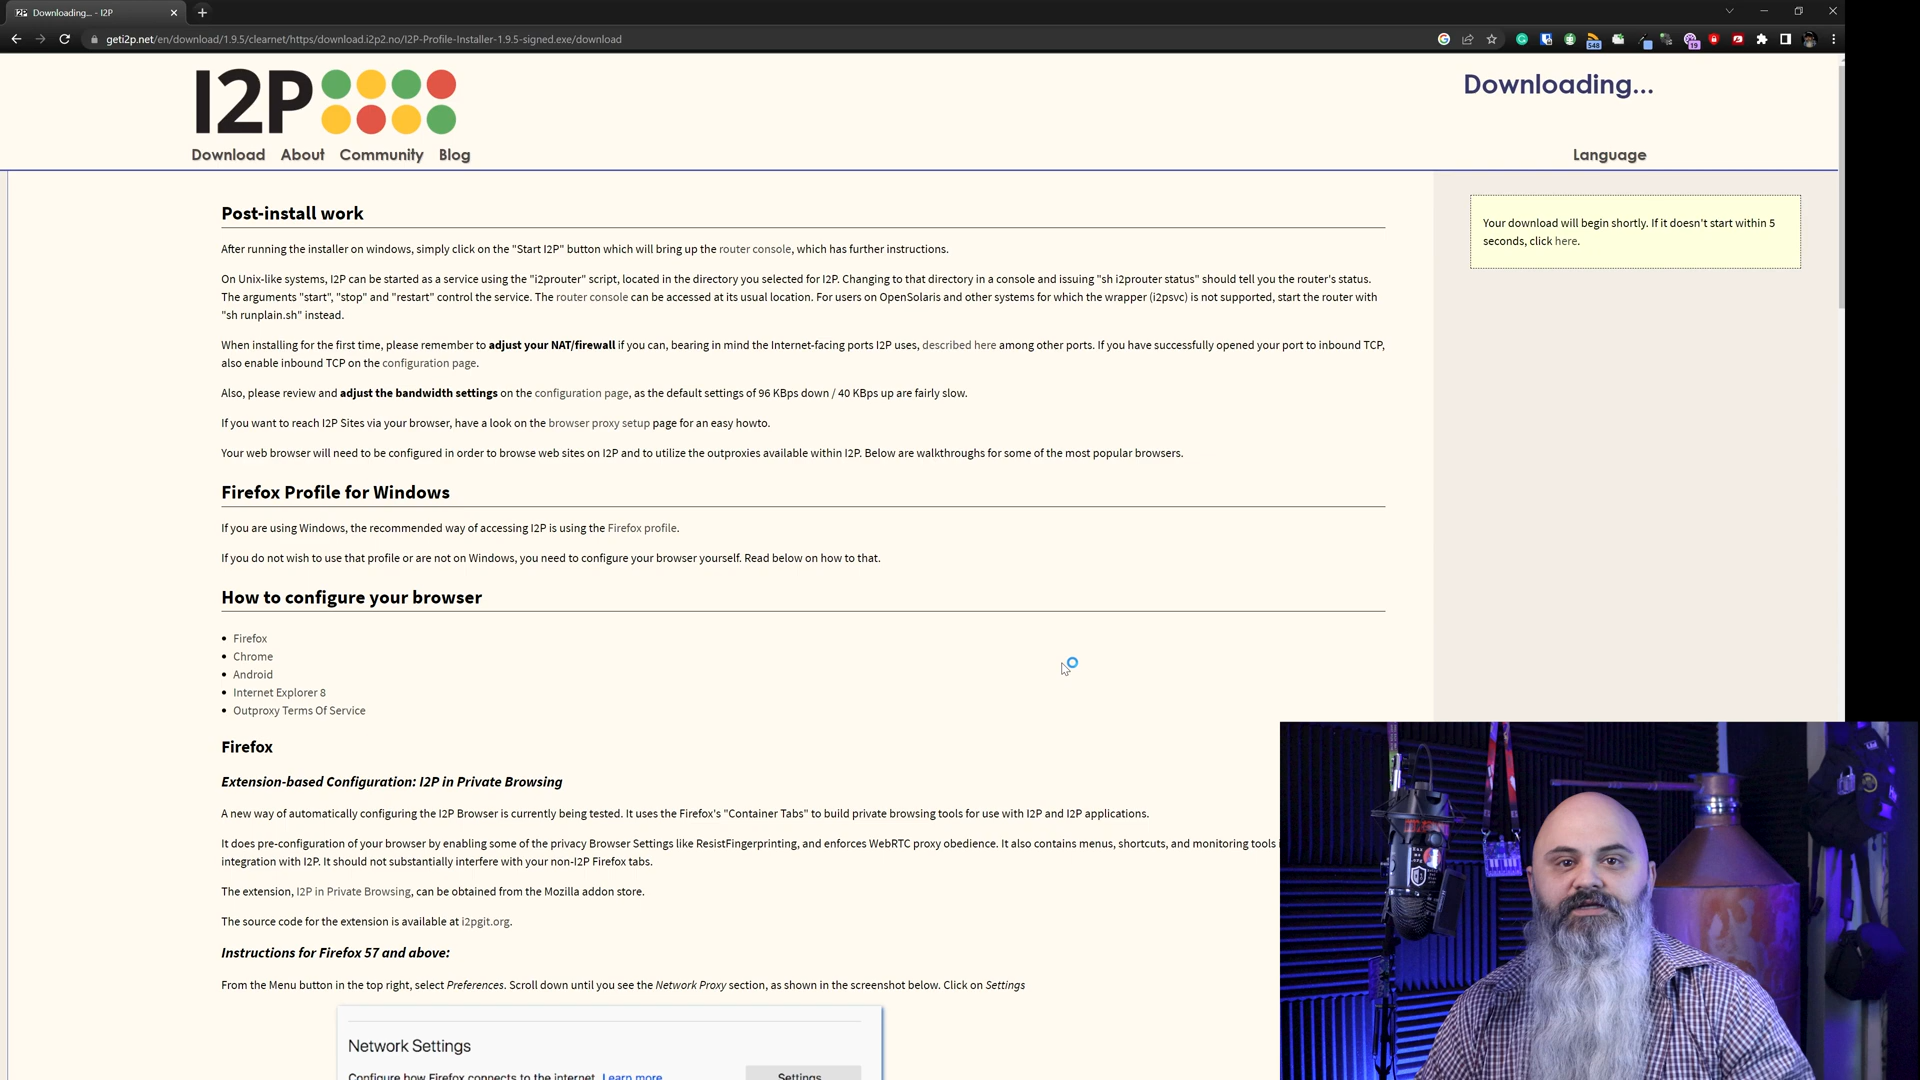 Downloading... - I2P
geti2p.net/en/download/1.9.5/clearnet/https/download.i2p2.no/I2P-Profile-Installer-1.9.5-signed.exe/download
548
19
I2P
Downloading...
Download About Community Blog
Language
Post-install work
After running the installer on windows, simply click on the "Start I2P" button which will bring up the router console, which has further instructions.
On Unix-like systems, I2P can be started as a service using the "i2prouter" script, located in the directory you selected for I2P. Changing to that directory in a console and issuing "sh i2prouter status" should tell you the router's status.
The arguments "start", "stop" and "restart" control the service. The router console can be accessed at its usual location. For users on OpenSolaris and other systems for which the wrapper (i2psvc) is not supported, start the router with
"sh runplain.sh" instead.
When installing for the first time, please remember to adjust your NAT/firewall if you can, bearing in mind the Internet-facing ports I2P uses, described here among other ports. If you have successfully opened your port to inbound TCP,
also enable inbound TCP on the configuration page.
Also, please review and adjust the bandwidth settings on the configuration page, as the default settings of 96 KBps down / 40 KBps up are fairly slow.
If you want to reach I2P Sites via your browser, have a look on the browser proxy setup page for an easy howto.
Your web browser will need to be configured in order to browse web sites on I2P and to utilize the outproxies available within I2P. Below are walkthroughs for some of the most popular browsers.
Your download will begin shortly. If it doesn't start within 5
seconds, click here.
Firefox Profile for Windows
If you are using Windows, the recommended way of accessing I2P is using the Firefox profile.
If you do not wish to use that profile or are not on Windows, you need to configure your browser yourself. Read below on how to that.
How to configure your browser
• Firefox
• Chrome
• Android
• Internet Explorer 8
• Outproxy Terms Of Service
Firefox
Extension-based Configuration: I2P in Private Browsing
A new way of automatically configuring the I2P Browser is currently being tested. It uses the Firefox's "Container Tabs" to build private browsing tools for use with I2P and I2P applications.
It does pre-configuration of your browser by enabling some of the privacy Browser Settings like ResistFingerprinting, and enforces WebRTC proxy obedience. It also contains menus, shortcuts, and monitoring tools
integration with I2P. It should not substantially interfere with your non-I2P Firefox tabs.
The extension, I2P in Private Browsing, can be obtained from the Mozilla addon store.
The source code for the extension is available at i2pgit.org.
Instructions for Firefox 57 and above:
From the Menu button in the top right, select Preferences. Scroll down until you see the Network Proxy section, as shown in the screenshot below. Click on Settings
Network Settings
Configure how Firefox connects to the internet. Learn more
Settings